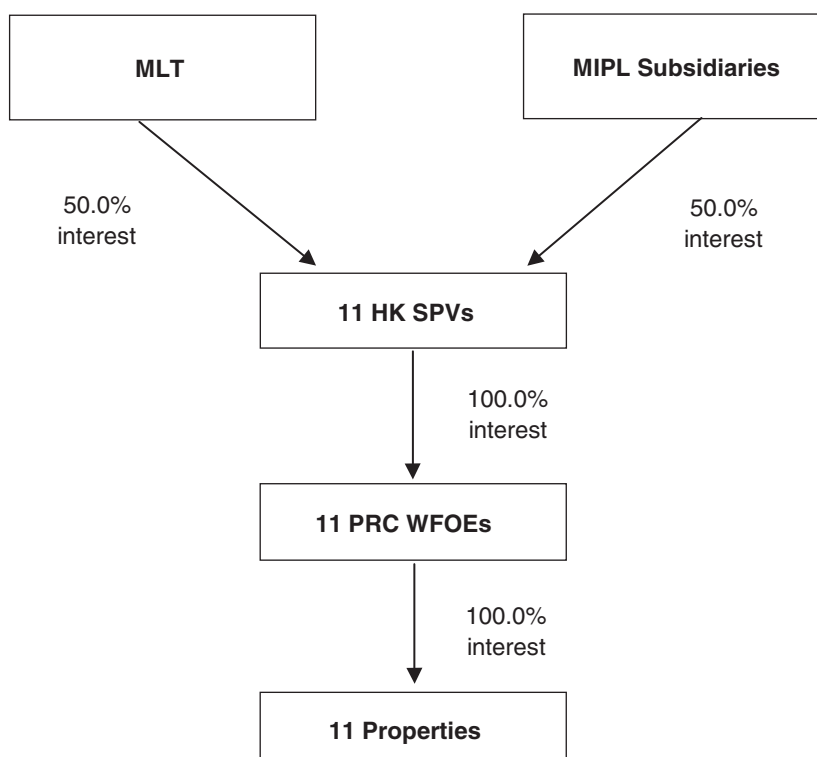 MLT
MIPL Subsidiaries
50.0%
interest
50.0%
interest
11 HK SPVs
100.0%
interest
11 PRC WFOEs
100.0%
interest
11 Properties